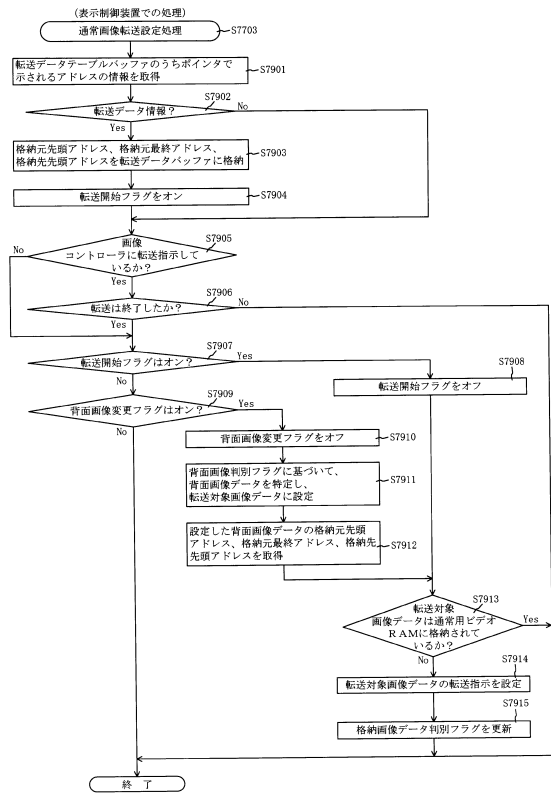 (表示制御装置での処理)
通常画像転送設定処理
S7703
転送データテーブルバッファのうちポインタで
示されるアドレスの情報を取得
S7901
S7902
転送データ情報?
No
Yes
格納元先頭アドレス、格納元最終アドレス、
格納先先頭アドレスを転送データバッファに格納
S7903
転送開始フラグをオン
S7904
画像
コントローラに転送指示して
いるか?
S7905
No
Yes
S7906
転送は終了したか?
No
Yes
S7907
転送開始フラグはオン?
Yes
No
S7908
転送開始フラグをオフ
S7909
背面画像変更フラグはオン?
Yes
No
背面画像変更フラグをオフ
S7910
背面画像判別フラグに基づいて、
背面画像データを特定し、
転送対象画像データに設定
S7911
設定した背面画像データの格納元先頭
アドレス、格納元最終アドレス、格納先
先頭アドレスを取得
S7912
S7913
転送対象
画像データは通常用ビデオ
RAMに格納されて
いるか?
Yes
No
S7914
転送対象画像データの転送指示を設定
S7915
格納画像データ判別フラグを更新
終 了